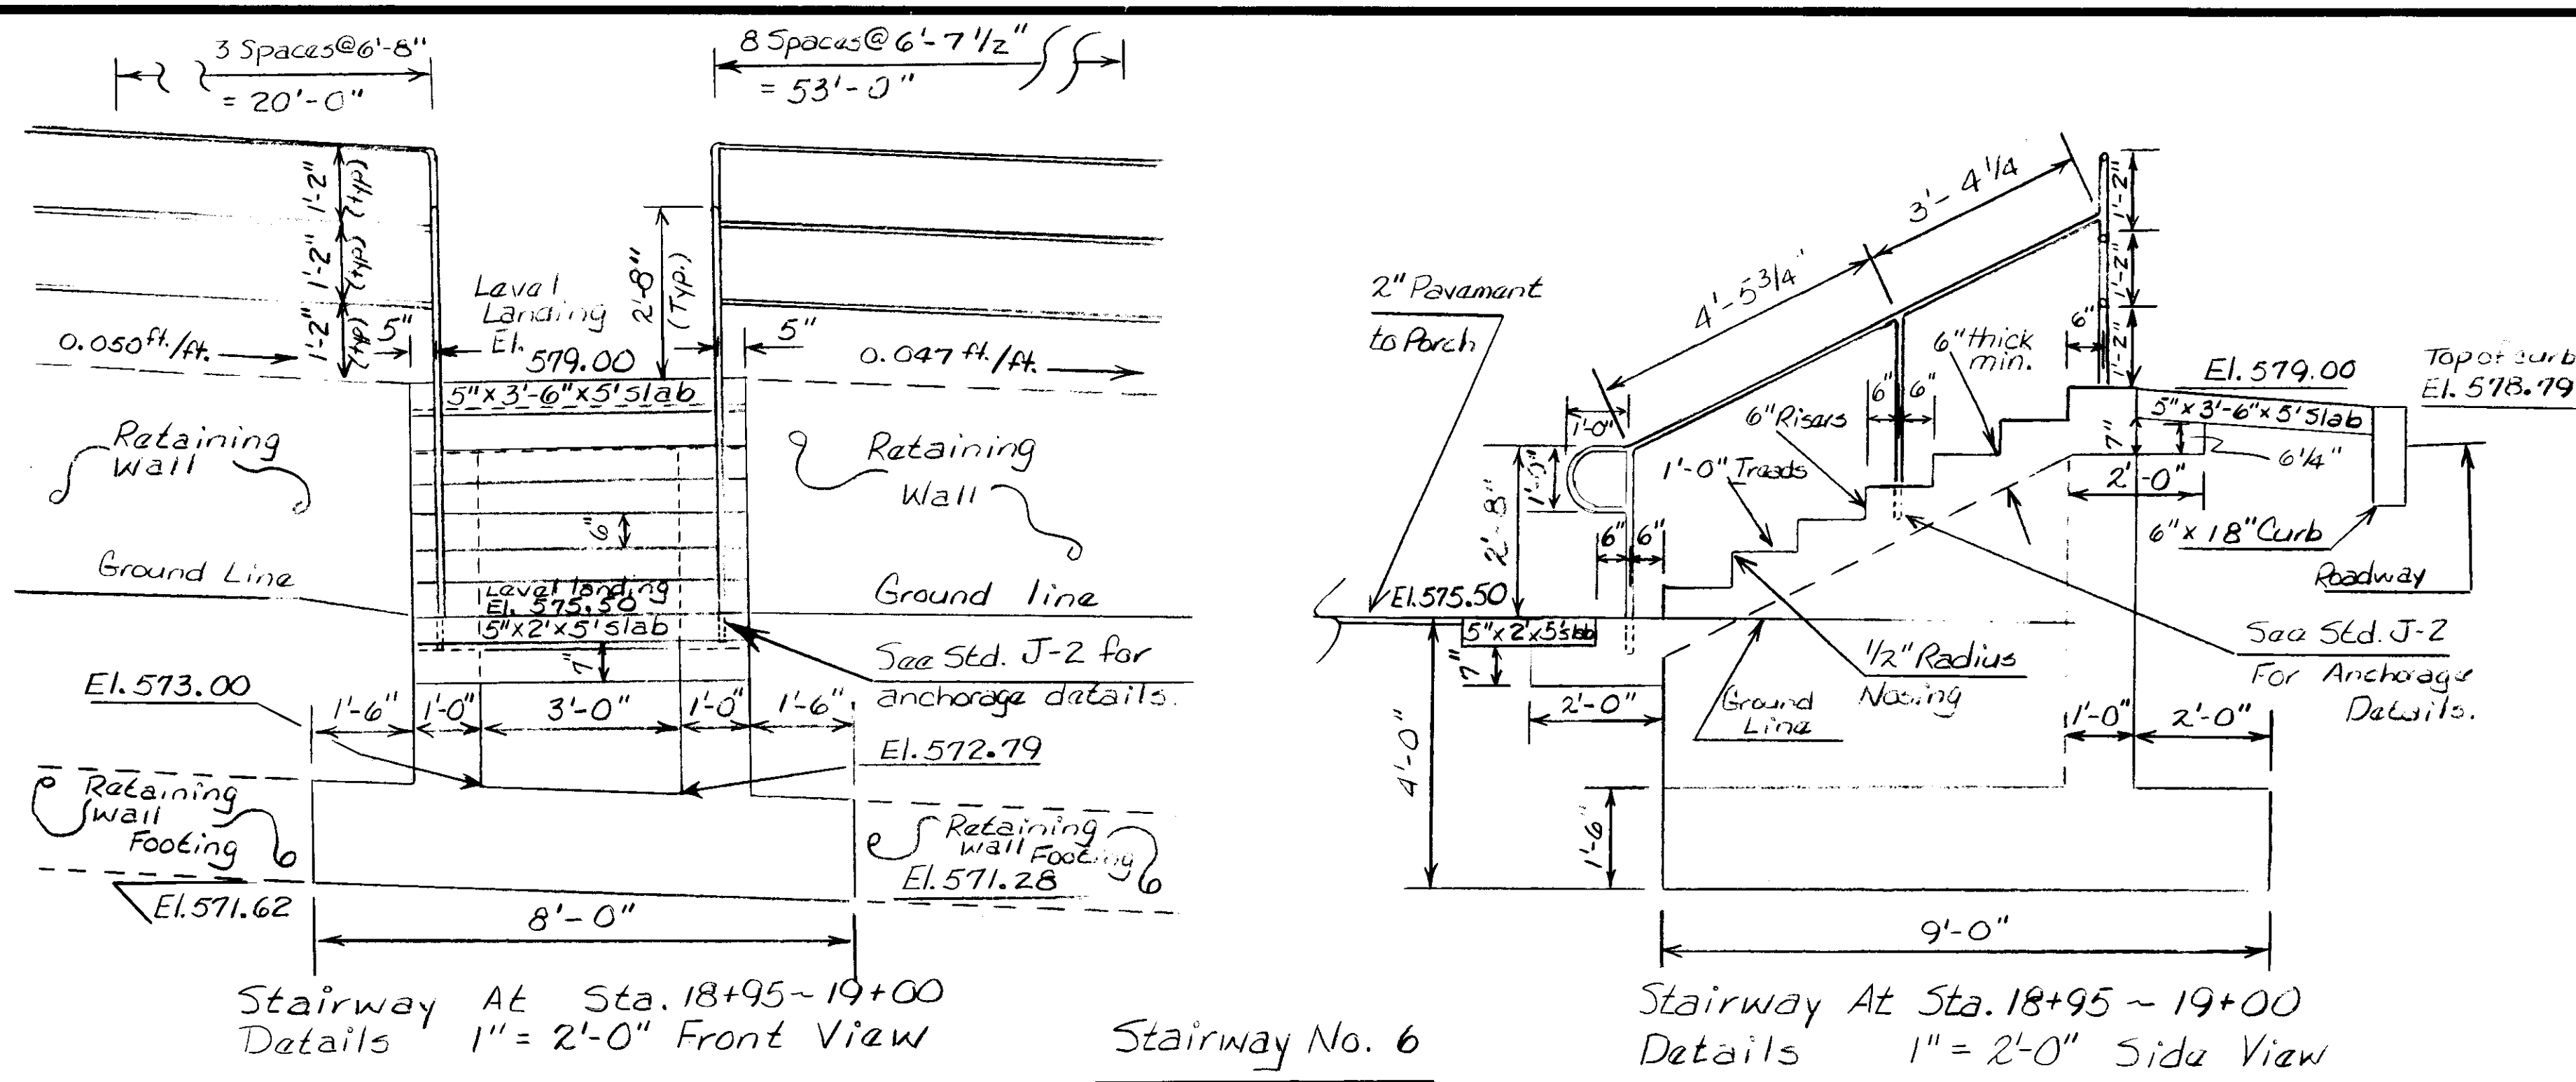 3 Spaces@6'-8"
= 20'-0"
8 Spaces@6'-7 1/2"
= 53'-0"
1'-2"
(typ)
1'-2"
(typ)
1'-2"
(typ)
5"
0.050 ft./ft.
Level
Landing
El. 579.00
2'-8"
(Typ.)
5"
0.047 ft./ft.
5"x3'-6"x5' slab
Retaining
Wall
Retaining
Wall
6"
Ground Line
Level landing
El. 575.50
5"x2'x5' slab
Ground line
7"
See Std. J-2 for
anchorage details.
El. 573.00
1'-6"
1'-0"
3'-0"
1'-0"
1'-6"
El. 572.79
Retaining
Wall
Footing
Retaining
Wall
Footing
El. 571.28
El. 571.62
8'-0"
Stairway At Sta. 18+95~19+00
Details 1" = 2'-0" Front View
Stairway No. 6
3'-4 1/4
4'-5 3/4"
1'-2"
1'-2"
1'-2"
2" Pavement
to Porch
6" thick
min.
6"
El. 579.00
Top of curb
El. 578.79
5"x3'-6"x5' Slab
1'-0"
6" Risers
6"
6"
7"
6 1/4"
1'-0"
1'-0" Treads
2'-0"
2'-8"
6"
6"
6"x18" Curb
Roadway
El. 575.50
5"x2'x5' slab
7"
1/2" Radius
Nosing
See Std. J-2
For Anchorage
Details.
2'-0"
Ground
Line
1'-0"
2'-0"
4'-0"
1'-6"
9'-0"
Stairway At Sta. 18+95~19+00
Details 1" = 2'-0" Side View